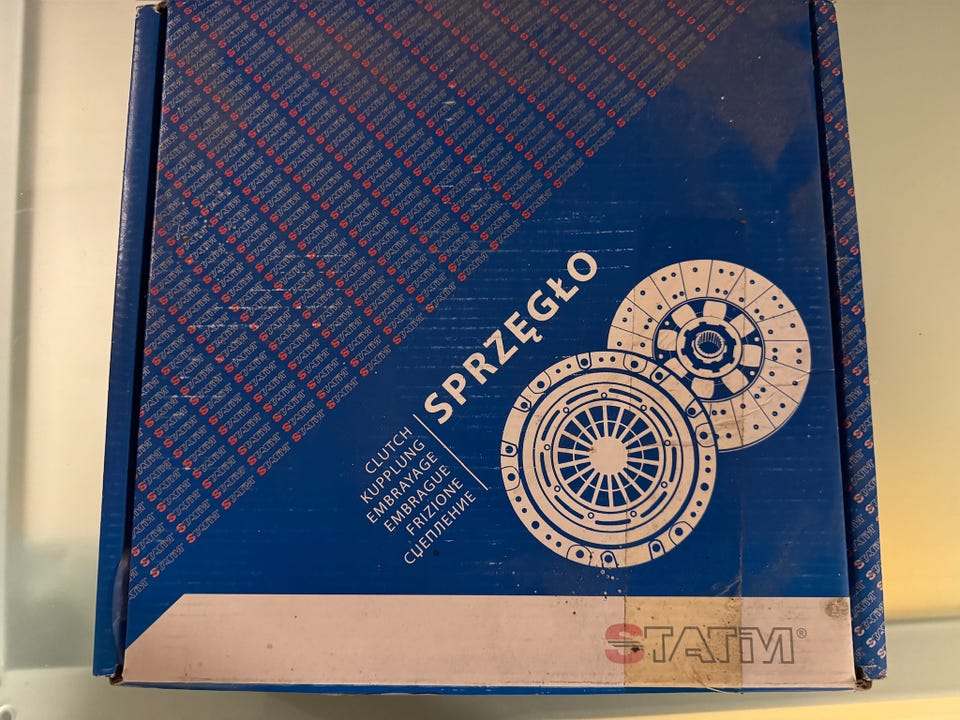 SPRZĘGŁO
CLUTCH
KUPPLUNG
EMBRAYAGE
EMBRAGUE
FRIZIONE
СЦЕПЛЕНИЕ
STATIM®